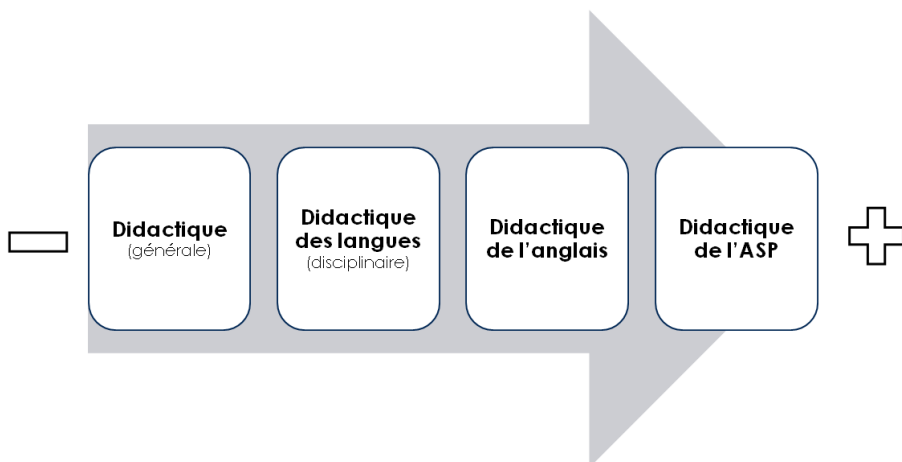 Didactique
(générale)
Didactique
des langues
(disciplinaire)
Didactique
de l'anglais
Didactique
de l'ASP